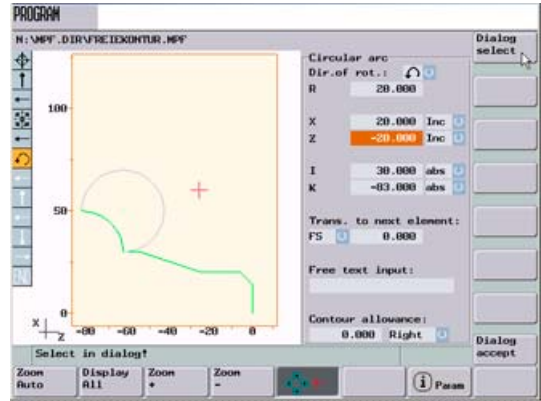 PROGRAM
N:\MPF.DIR\FREIEKONTUR.MPF
Dialog
select
Circular arc
Dir.of rot.:
R 20.000
X 20.000 Inc
Z -20.000 Inc
I 30.000 abs
K -83.000 abs
Trans. to next element:
FS 0.000
Free text input:
Contour allowance:
0.000 Right
100
50
0
X
Z
-80 -60 -40 -20 0
Dialog
accept
Select in dialog!
Zoom
Auto
Display
All
Zoom
+
Zoom
-
i Param